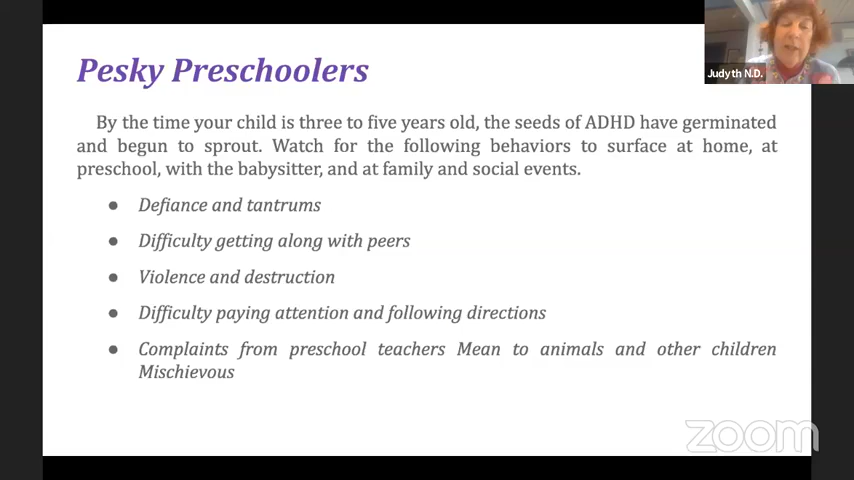 Pesky Preschoolers
By the time your child is three to five years old, the seeds of ADHD have germinated
and begun to sprout. Watch for the following behaviors to surface at home, at
preschool, with the babysitter, and at family and social events.
● Defiance and tantrums
● Difficulty getting along with peers
● Violence and destruction
● Difficulty paying attention and following directions
● Complaints from preschool teachers Mean to animals and other children
Mischievous
Judyth N.D.
zoom